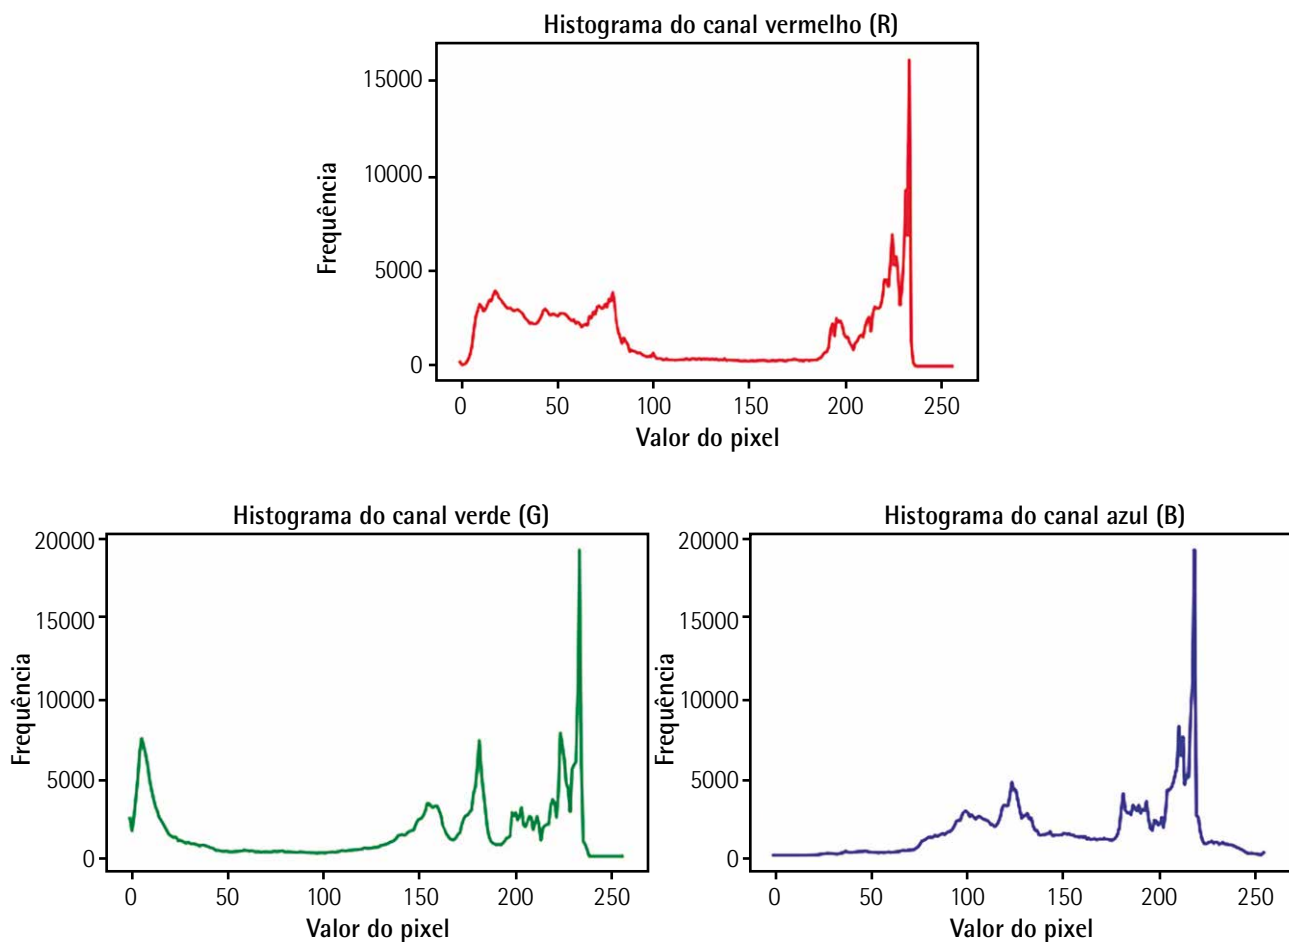 Histograma do canal vermelho (R)
Frequência
15000
10000
5000
0
0 50 100 150 200 250
Valor do pixel
Histograma do canal verde (G)
Frequência
20000
15000
10000
5000
0
0 50 100 150 200 250
Valor do pixel
Histograma do canal azul (B)
Frequência
20000
15000
10000
5000
0
0 50 100 150 200 250
Valor do pixel